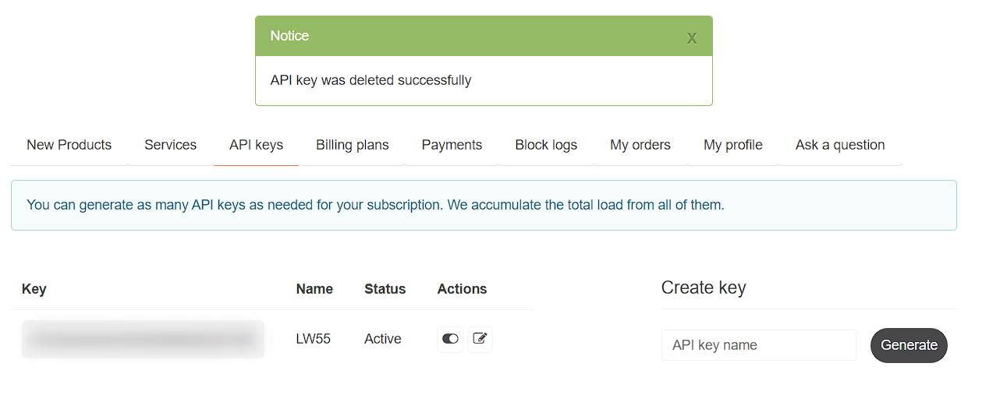 Notice
X
API key was deleted successfully
New Products Services API keys Billing plans Payments Block logs My orders My profile Ask a question
You can generate as many API keys as needed for your subscription. We accumulate the total load from all of them.
Key Name Status Actions
LW55 Active
Create key
API key name Generate